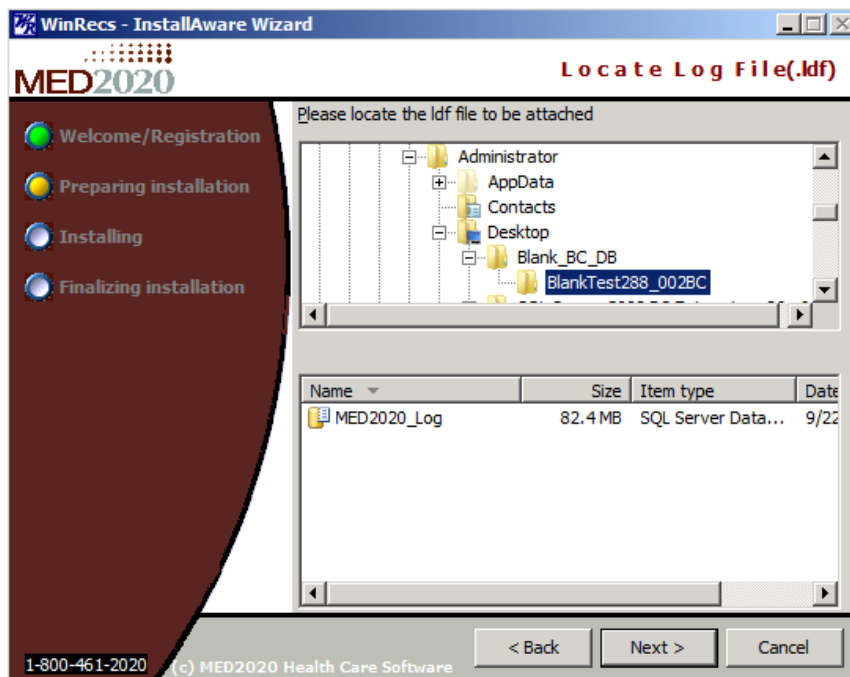 WinRecs - InstallAware Wizard
MED2020
Locate Log File(.ldf)
Please locate the ldf file to be attached
Welcome/Registration
Preparing installation
Installing
Finalizing installation
Administrator
AppData
Contacts
Desktop
Blank_BC_DB
BlankTest288_002BC
Name Size Item type Date
MED2020_Log 82.4 MB SQL Server Data... 9/22
< Back Next > Cancel
1-800-461-2020 (c) MED2020 Health Care Software